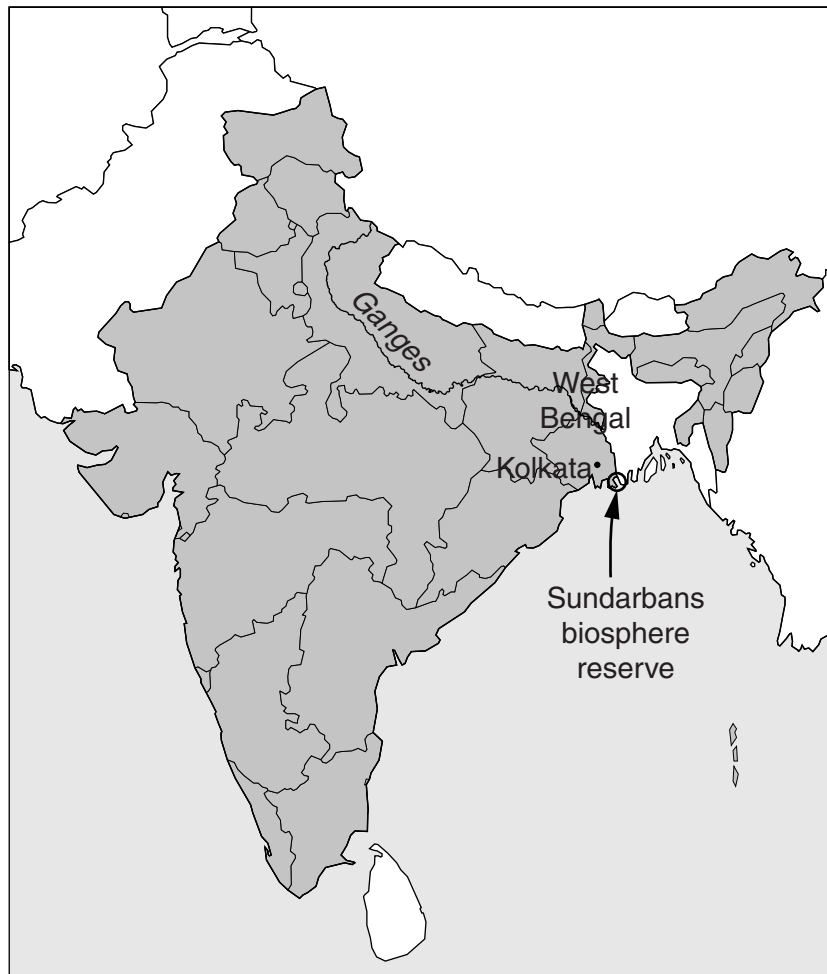 Ganges
West
Bengal
Kolkata
Sundarbans
biosphere
reserve